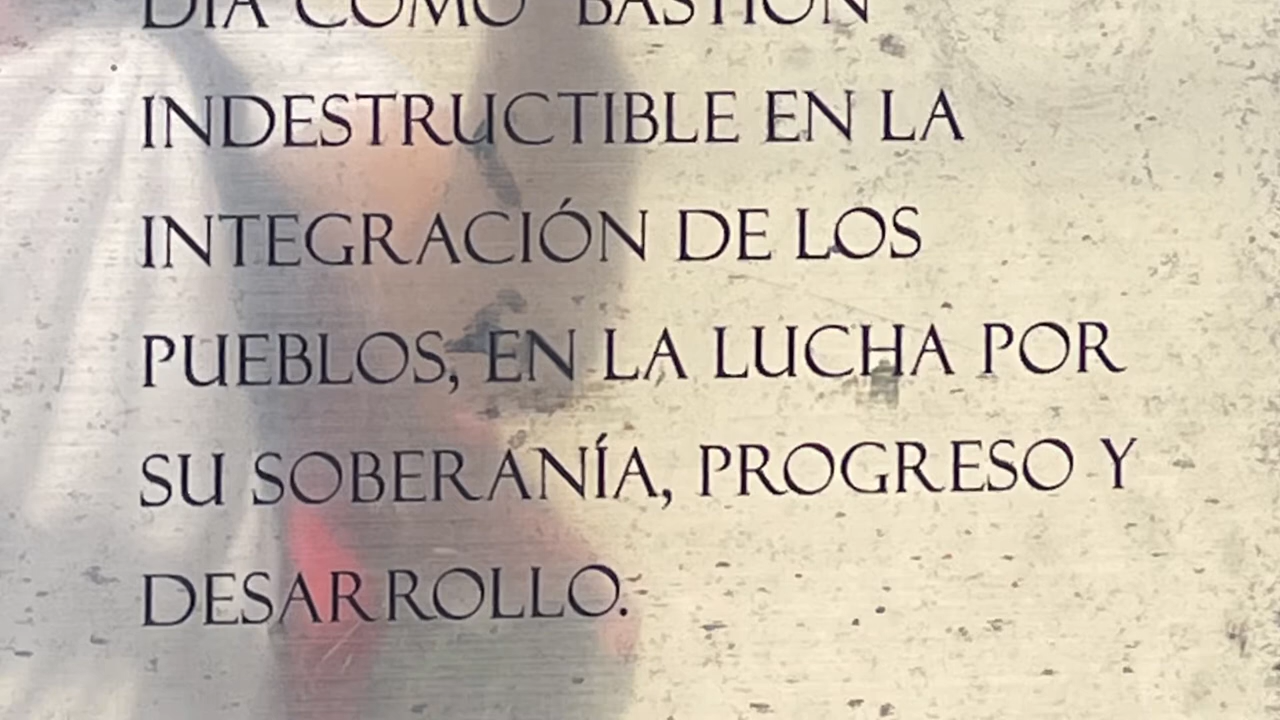 DÍA COMO BASTIÓN
INDESTRUCTIBLE EN LA
INTEGRACIÓN DE LOS
PUEBLOS, EN LA LUCHA POR
SU SOBERANÍA, PROGRESO Y
DESARROLLO.